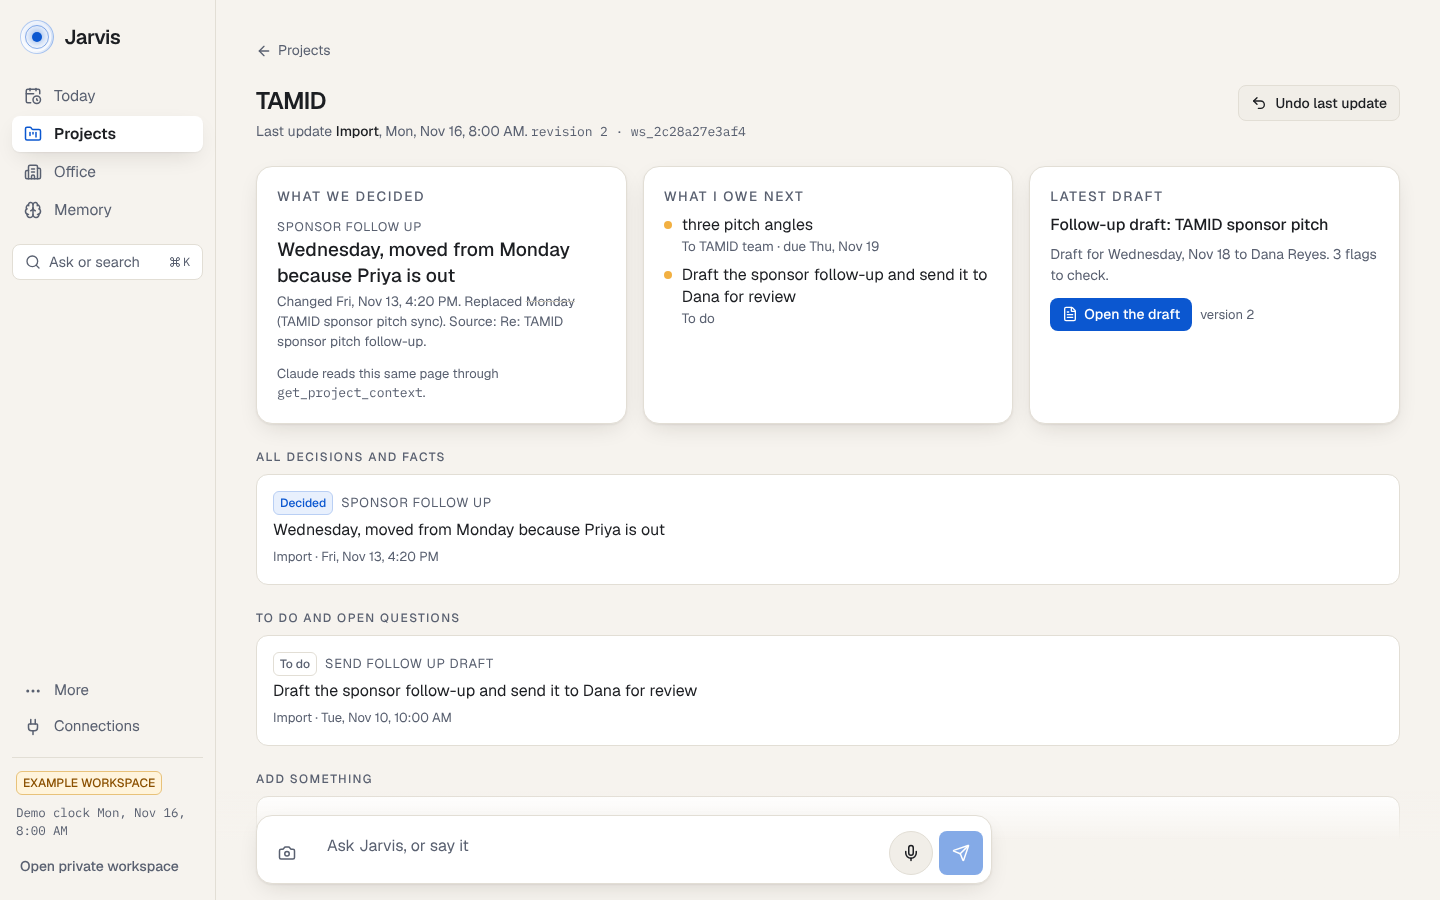 Jarvis
Today
Projects
Office
Memory
Ask or search ⌘ K
More
Connections
EXAMPLE WORKSPACE
Demo clock Mon, Nov 16,
8:00 AM
Open private workspace
Projects
TAMID
Undo last update
Last update Import, Mon, Nov 16, 8:00 AM. revision 2 · ws_2c28a27e3af4
WHAT WE DECIDED
SPONSOR FOLLOW UP
Wednesday, moved from Monday
because Priya is out
Changed Fri, Nov 13, 4:20 PM. Replaced Monday
(TAMID sponsor pitch sync). Source: Re: TAMID
sponsor pitch follow-up.
Claude reads this same page through
get_project_context.
WHAT I OWE NEXT
three pitch angles
To TAMID team · due Thu, Nov 19
Draft the sponsor follow-up and send it to
Dana for review
To do
LATEST DRAFT
Follow-up draft: TAMID sponsor pitch
Draft for Wednesday, Nov 18 to Dana Reyes. 3 flags
to check.
Open the draft version 2
ALL DECISIONS AND FACTS
Decided SPONSOR FOLLOW UP
Wednesday, moved from Monday because Priya is out
Import · Fri, Nov 13, 4:20 PM
TO DO AND OPEN QUESTIONS
To do SEND FOLLOW UP DRAFT
Draft the sponsor follow-up and send it to Dana for review
Import · Tue, Nov 10, 10:00 AM
ADD SOMETHING
Ask Jarvis, or say it